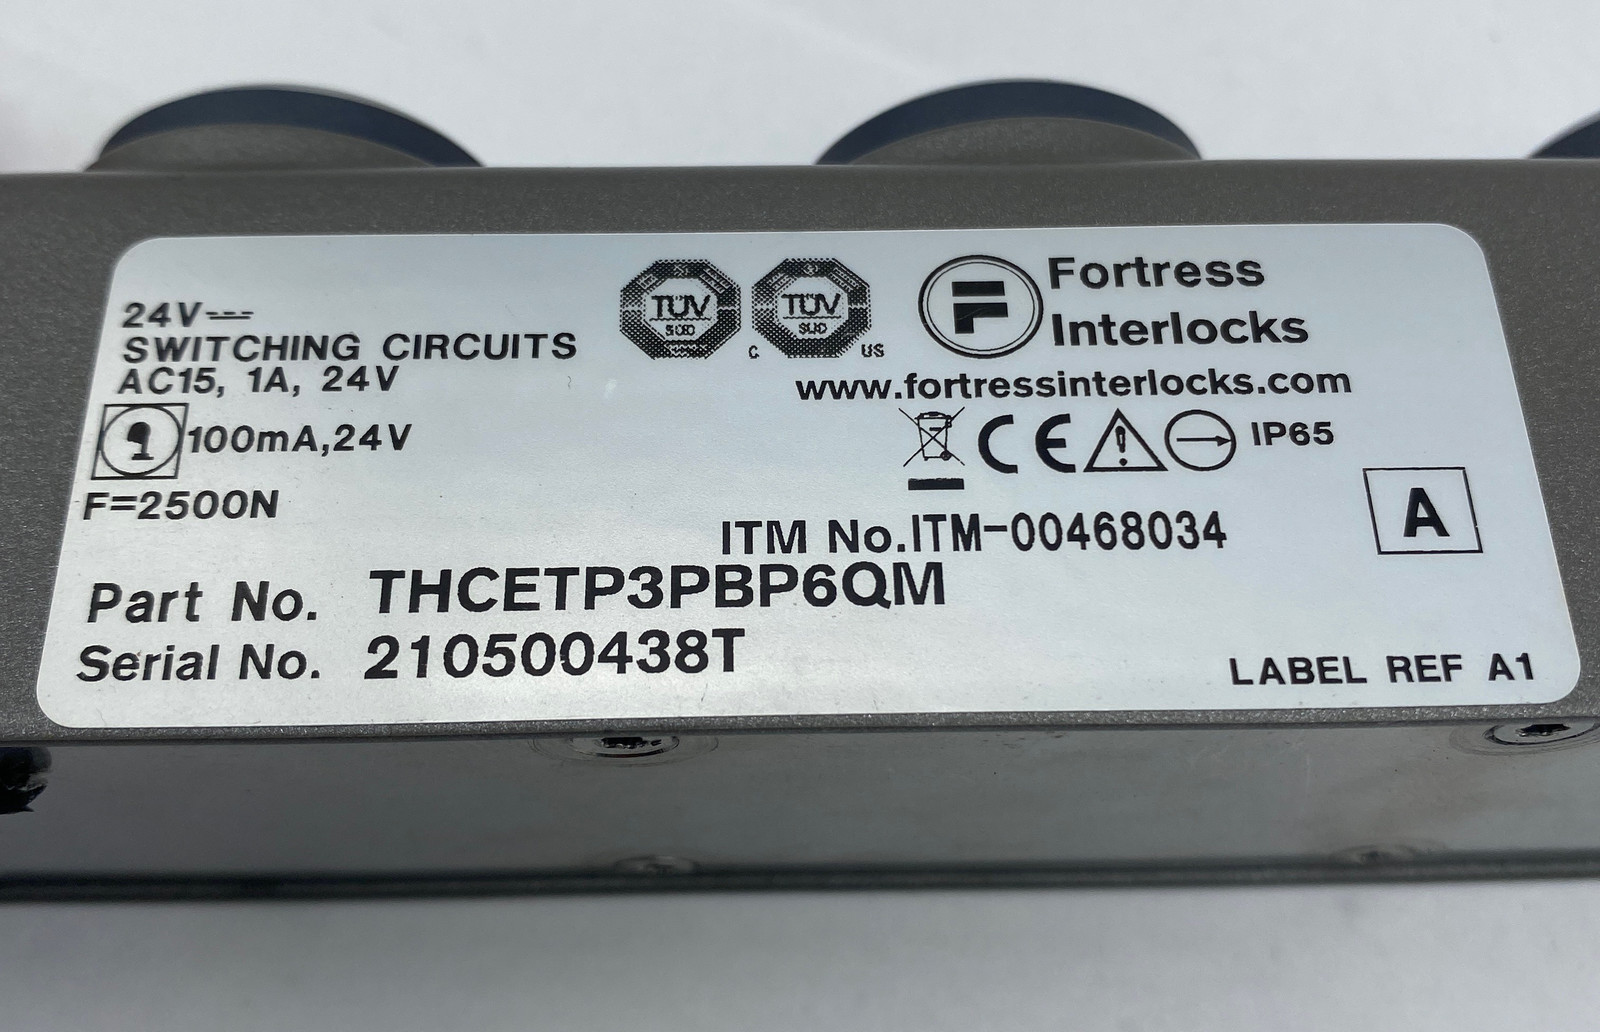 24V
SWITCHING CIRCUITS
AC15, 1A, 24V
100mA,24V
F=2500N
TÜV
SÜD
C
TÜV
SÜD
US
F
Fortress
Interlocks
www.fortressinterlocks.com
CE
IP65
ITM No.ITM-00468034
A
Part No. THCETP3PBP6QM
Serial No. 210500438T
LABEL REF A1